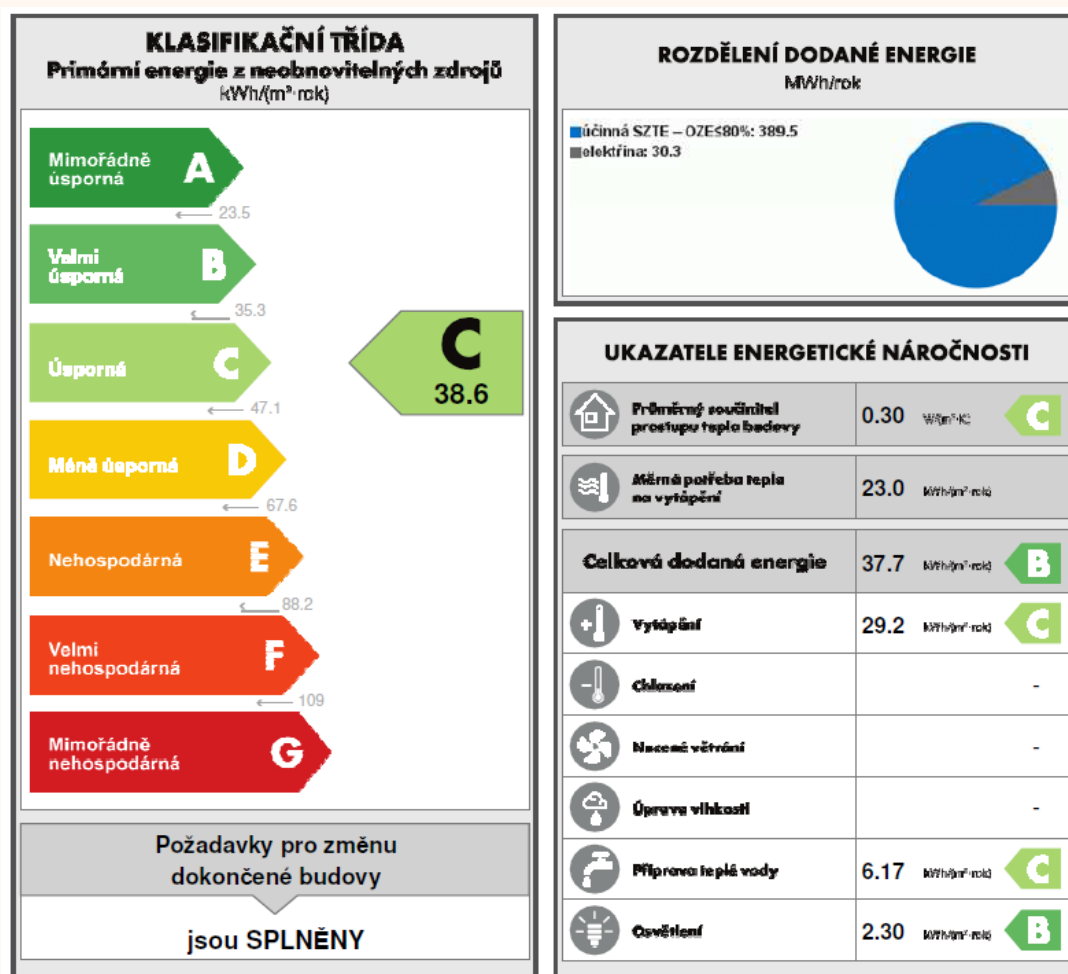 KLASIFIKAČNÍ TŘÍDA
Primární energie z neobnovitelných zdrojů
kWh/(m²·rok)
Mimořádně
úsporná
A
23.5
Velmi
úsporná
B
35.3
Úsporná
C
47.1
Méně úsporná
D
67.6
Nehospodárná
E
88.2
Velmi
nehospodárná
F
109
Mimořádně
nehospodárná
G
C
38.6
Požadavky pro změnu
dokončené budovy
jsou SPLNĚNY
ROZDĚLENÍ DODANÉ ENERGIE
MWh/rok
účinná SZTE – OZE≤80%: 389.5
elektřina: 30.3
UKAZATELE ENERGETICKÉ NÁROČNOSTI
Průměrný součinitel
prostupu tepla budovy
0.30 W/(m²·K) C
Měrná potřeba tepla
na vytápění
23.0 kWh/(m²·rok)
Celková dodaná energie 37.7 kWh/(m²·rok) B
Vytápění 29.2 kWh/(m²·rok) C
Chlazení -
Nucené větrání -
Úprava vlhkosti -
Příprava teplé vody 6.17 kWh/(m²·rok) C
Osvětlení 2.30 kWh/(m²·rok) B